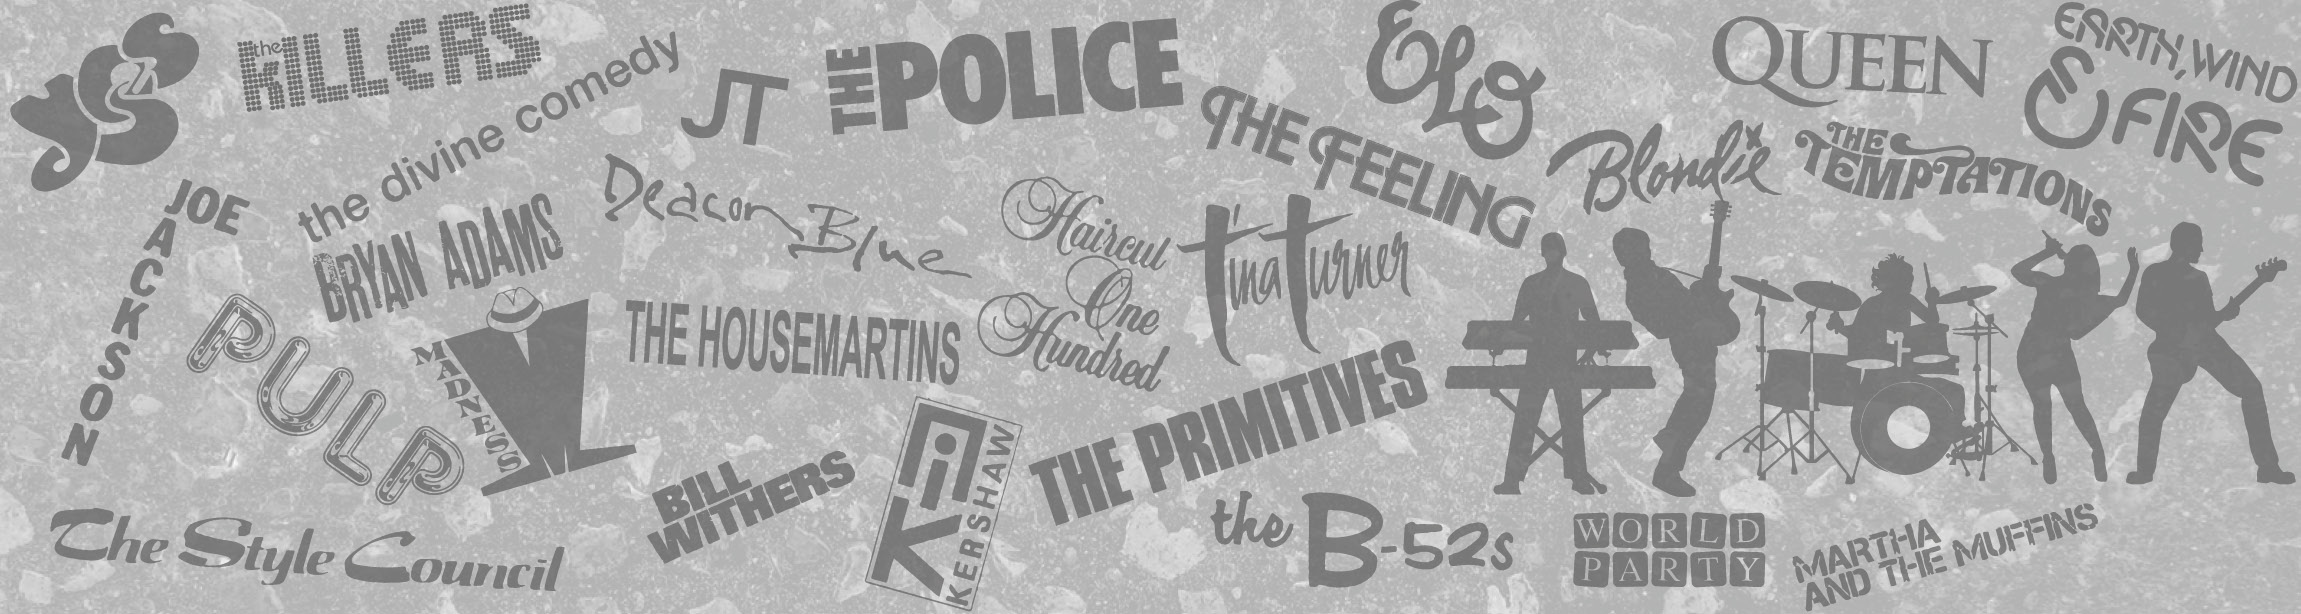 yes
the KILLERS
the divine comedy
JT
THE POLICE
ELO
QUEEN
EARTH, WIND
& FIRE
THE FEELING
Blondie
THE
TEMPTATIONS
JOE
JACKSON
BRYAN ADAMS
Deacon Blue
Haircut
One
Hundred
Tina Turner
PULP
MADNESS
THE HOUSEMARTINS
THE PRIMITIVES
The Style Council
BILL
WITHERS
NiK
KERSHAW
the B-52s
WORLD
PARTY
MARTHA
AND THE MUFFINS